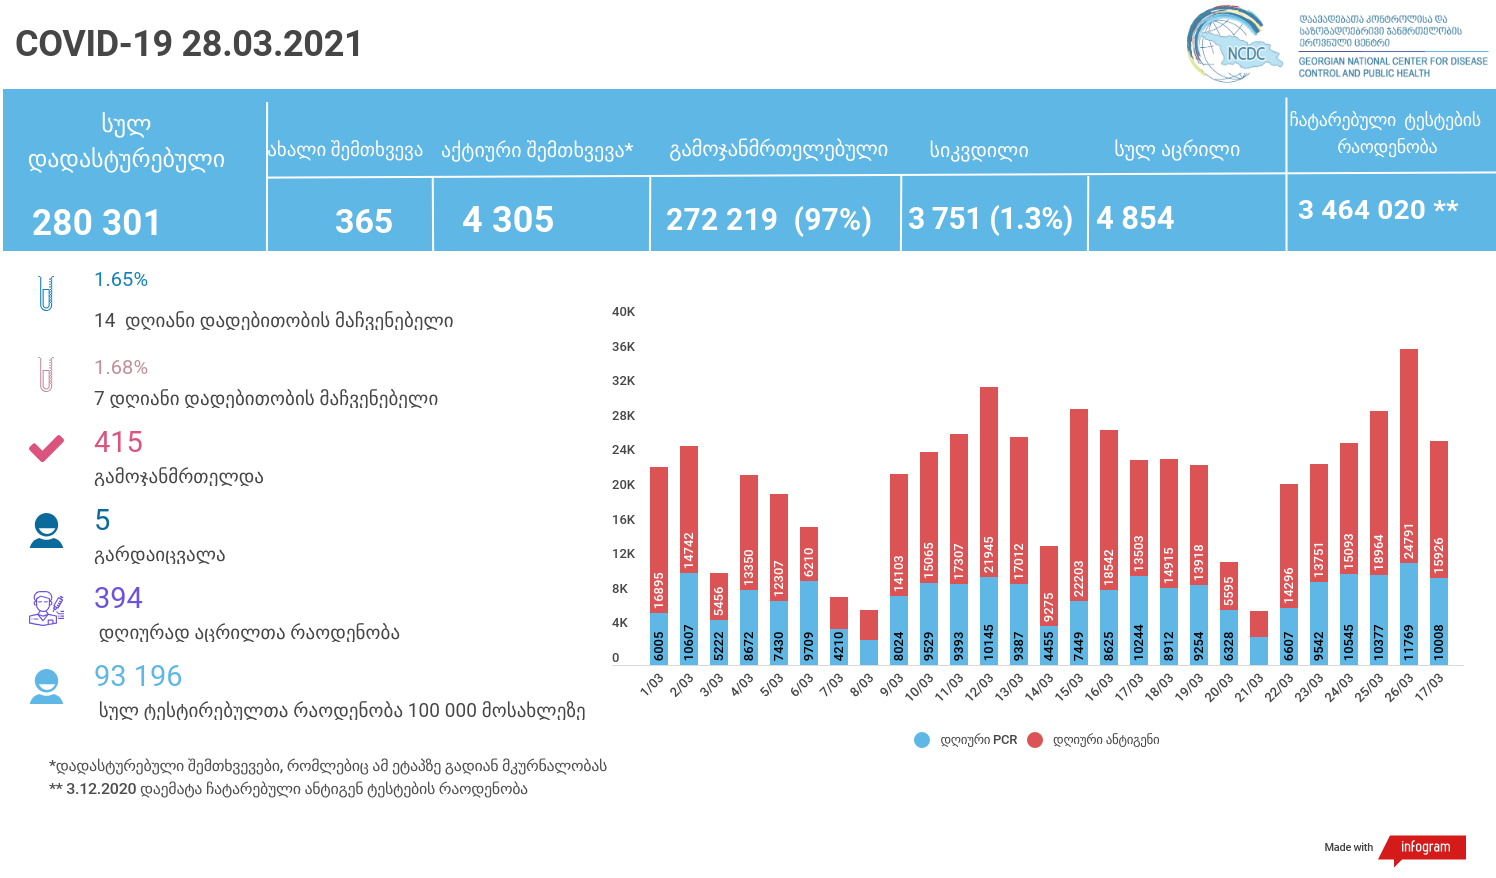 COVID-19 28.03.2021
დაავადებათა კონტროლისა და
საზოგადოებრივი ჯანმრთელობის
ეროვნული ცენტრი
NCDC
GEORGIAN NATIONAL CENTER FOR DISEASE
CONTROL AND PUBLIC HEALTH
სულ
დადასტურებული
280 301
ახალი შემთხვევა
365
აქტიური შემთხვევა*
4 305
გამოჯანმრთელებული
272 219 (97%)
სიკვდილი
3 751 (1.3%)
სულ აცრილი
4 854
ჩატარებული ტესტების
რაოდენობა
3 464 020 **
1.65%
14 დღიანი დადებითობის მაჩვენებელი
1.68%
7 დღიანი დადებითობის მაჩვენებელი
415
გამოჯანმრთელდა
5
გარდაიცვალა
394
დღიურად აცრილთა რაოდენობა
93 196
სულ ტესტირებულთა რაოდენობა 100 000 მოსახლეზე
*დადასტურებული შემთხვევები, რომლებიც ამ ეტაპზე გადიან მკურნალობას
** 3.12.2020 დაემატა ჩატარებული ანტიგენ ტესტების რაოდენობა
40K
36K
32K
28K
24K
20K
16K
12K
8K
4K
0
16895 14742 5456 13350 12307 6210 14103 15065 17307 21945 17012 9275 22203 18542 13503 14915 13918 5595 14296 13751 15093 18964 24791 15926
6005 10607 5222 8672 7430 9709 4210 8024 9529 9393 10145 9387 4455 7449 8625 10244 8912 9254 6328 6607 9542 10545 10377 11769 10008
1/03 2/03 3/03 4/03 5/03 6/03 7/03 8/03 9/03 10/03 11/03 12/03 13/03 14/03 15/03 16/03 17/03 18/03 19/03 20/03 21/03 22/03 23/03 24/03 25/03 26/03 17/03
დღიური PCR
დღიური ანტიგენი
Made with
infogram